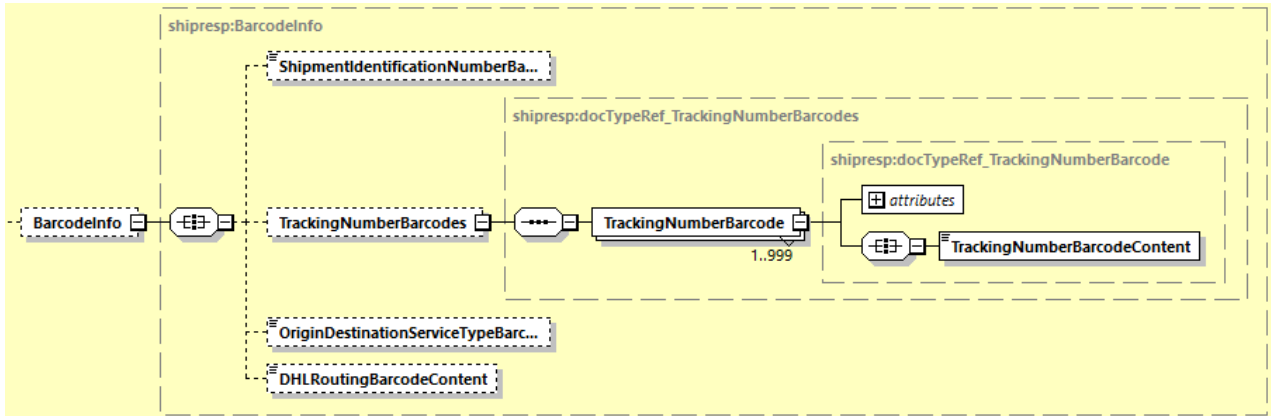 shipresp:BarcodeInfo
ShipmentIdentificationNumberBa...
shipresp:docTypeRef_TrackingNumberBarcodes
shipresp:docTypeRef_TrackingNumberBarcode
attributes
BarcodeInfo
TrackingNumberBarcodes
TrackingNumberBarcode
TrackingNumberBarcodeContent
1..999
OriginDestinationServiceTypeBarc...
DHLRoutingBarcodeContent